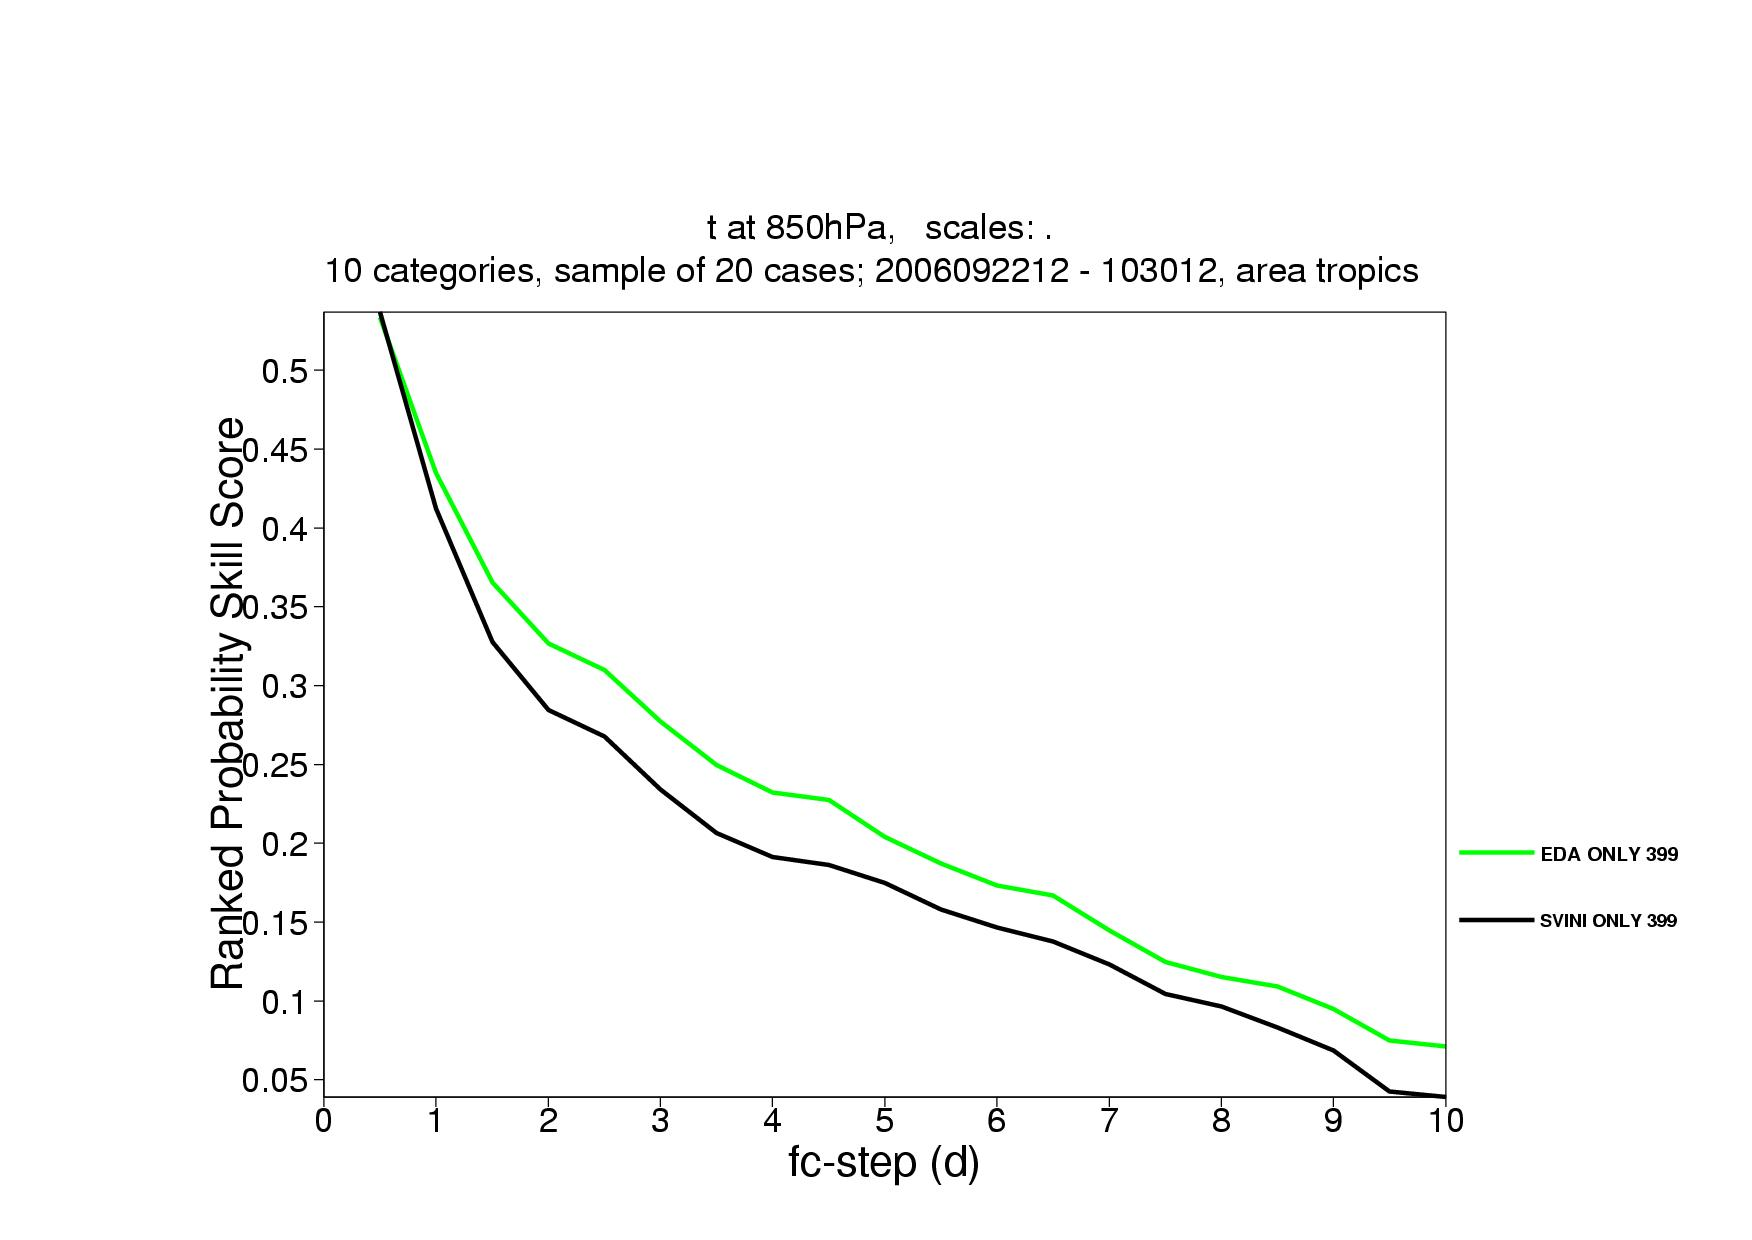 t at 850hPa, scales: .
10 categories, sample of 20 cases; 2006092212 - 103012, area tropics
Ranked Probability Skill Score
0.5
0.45
0.4
0.35
0.3
0.25
0.2
0.15
0.1
0.05
0 1 2 3 4 5 6 7 8 9 10
fc-step (d)
EDA ONLY 399
SVINI ONLY 399